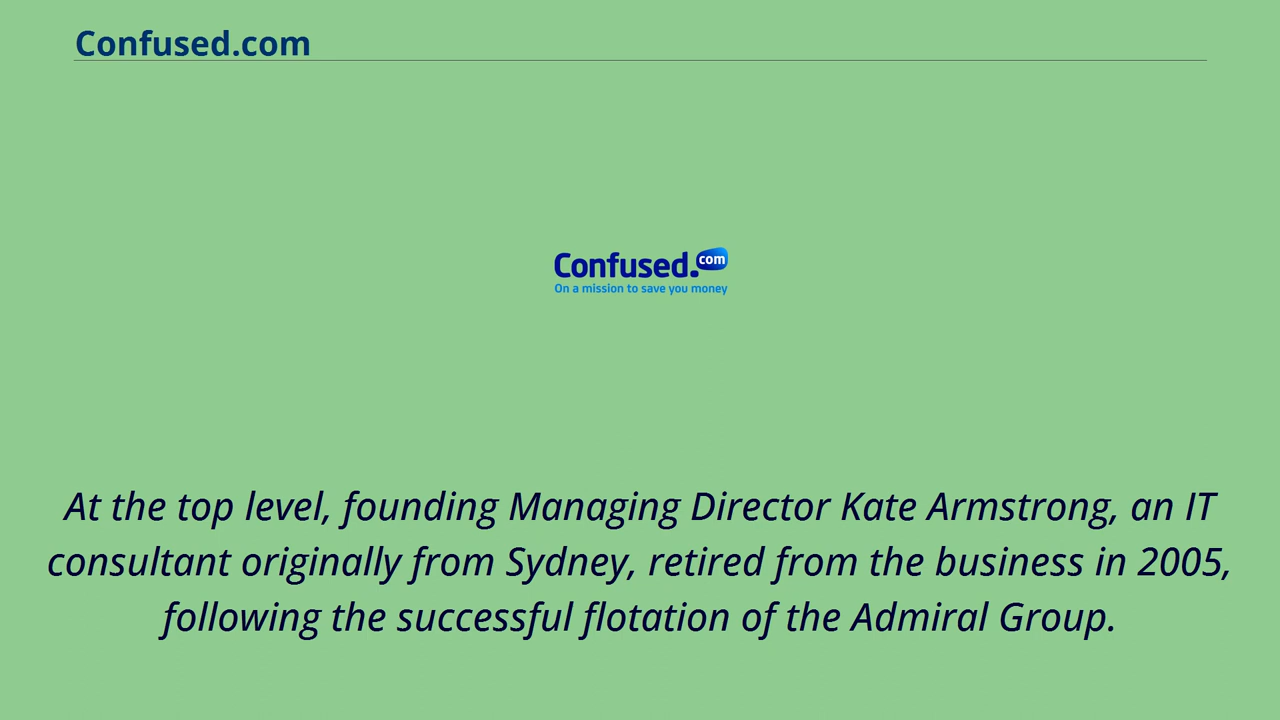 Confused.com
Confused.com
On a mission to save you money
At the top level, founding Managing Director Kate Armstrong, an IT
consultant originally from Sydney, retired from the business in 2005,
following the successful flotation of the Admiral Group.